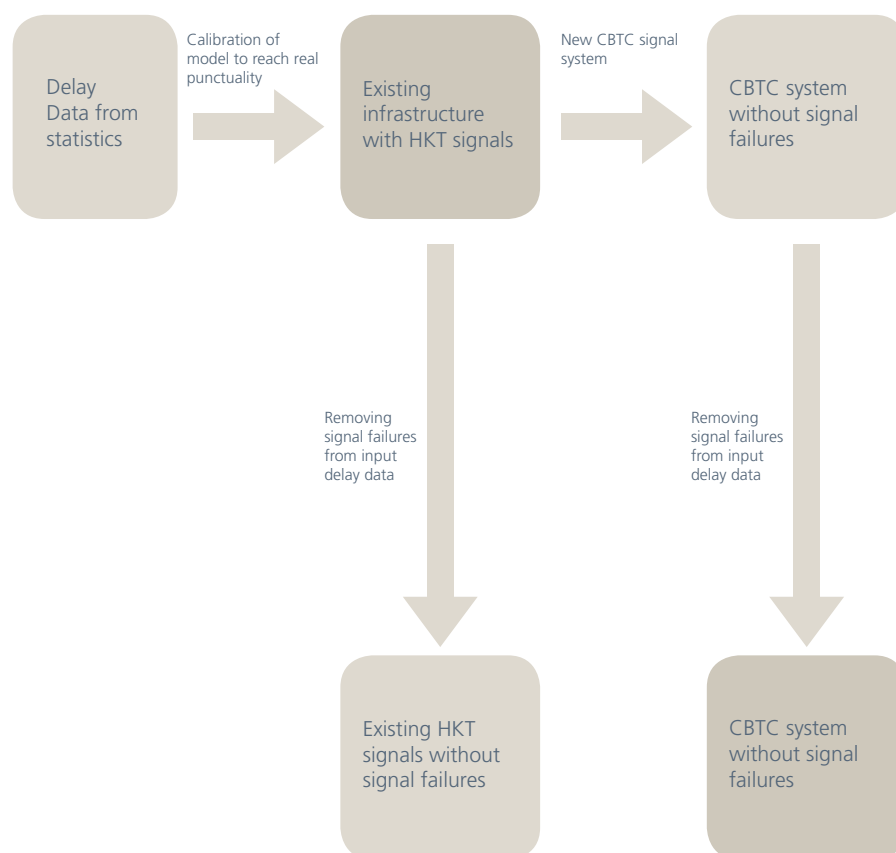 Delay
Data from
statistics
Calibration of
model to reach real
punctuality
Existing
infrastructure
with HKT signals
New CBTC signal
system
CBTC system
without signal
failures
Removing
signal failures
from input
delay data
Removing
signal failures
from input
delay data
Existing HKT
signals without
signal failures
CBTC system
without signal
failures